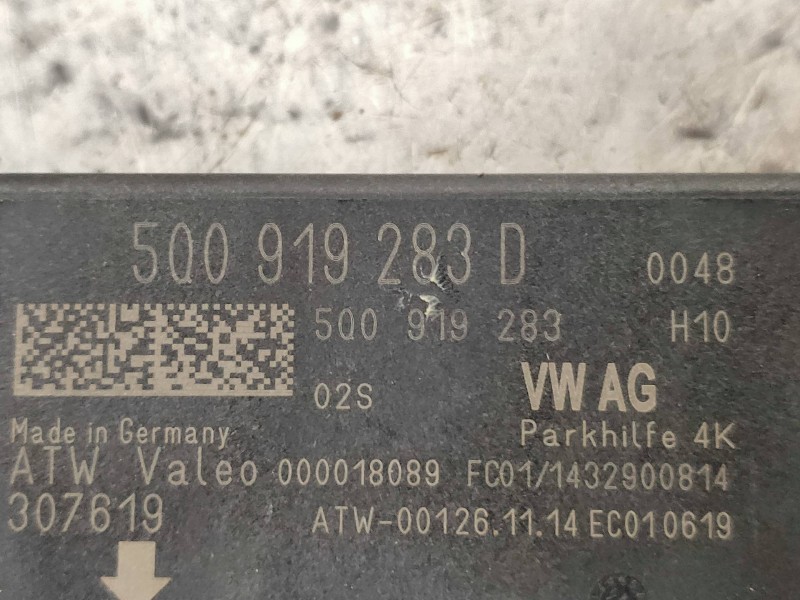 5Q0 919 283 D 0048
5Q0 919 283 H10
02S VW AG
Made in Germany Parkhilfe 4K
ATW Valeo 000018089 FC01/1432900814
307619 ATW-00126.11.14 EC010619